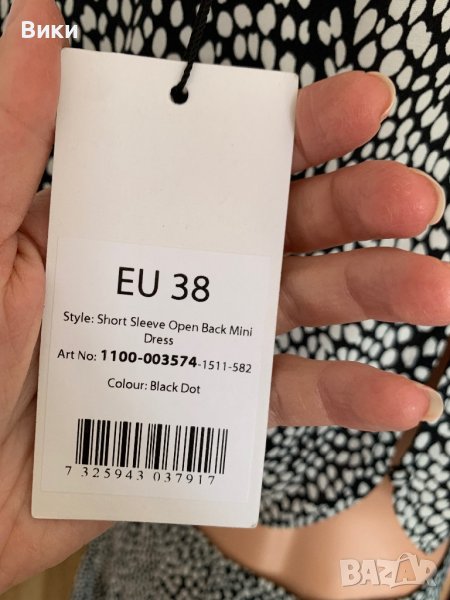 Вики
EU 38
Style: Short Sleeve Open Back Mini
Dress
Art No: 1100-003574-1511-582
Colour: Black Dot
7 325943 037917
BAZAR